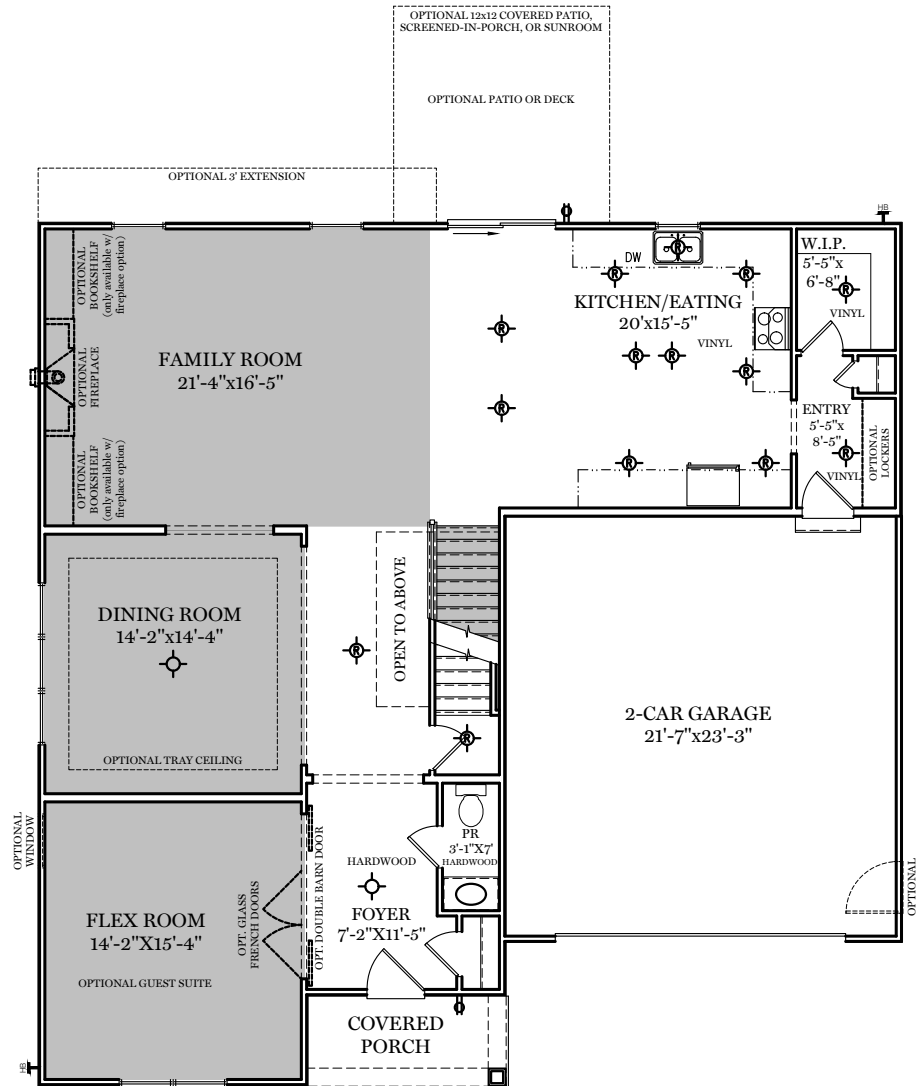 OPTIONAL 12x12 COVERED PATIO,
SCREENED-IN-PORCH, OR SUNROOM
OPTIONAL PATIO OR DECK
OPTIONAL 3' EXTENSION
HB
OPTIONAL
BOOKSHELF
(only available w/
fireplace option)
DW
R
W.I.P.
5'-5"x
6'-8"
R
VINYL
R
R
KITCHEN/EATING
20'x15'-5"
VINYL
R
R
R
FAMILY ROOM
21'-4"x16'-5"
OPTIONAL
FIREPLACE
R
R
ENTRY
5'-5"x
8'-5"
R
VINYL
OPTIONAL
LOCKERS
OPTIONAL
BOOKSHELF
(only available w/
fireplace option)
R
R
R
DINING ROOM
14'-2"x14'-4"
OPTIONAL TRAY CEILING
R
OPEN TO ABOVE
R
2-CAR GARAGE
21'-7"x23'-3"
OPTIONAL
OPTIONAL
WINDOW
FLEX ROOM
14'-2"X15'-4"
OPTIONAL GUEST SUITE
OPT. GLASS
FRENCH DOORS
OPT. DOUBLE BARN DOOR
HARDWOOD
FOYER
7'-2"X11'-5"
PR
3'-1"X7'
HARDWOOD
COVERED
PORCH
HB